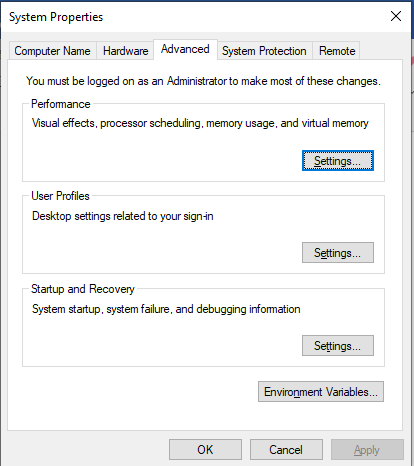 System Properties
Computer Name Hardware Advanced System Protection Remote
You must be logged on as an Administrator to make most of these changes.
Performance
Visual effects, processor scheduling, memory usage, and virtual memory
Settings...
User Profiles
Desktop settings related to your sign-in
Settings...
Startup and Recovery
System startup, system failure, and debugging information
Settings...
Environment Variables...
OK Cancel Apply